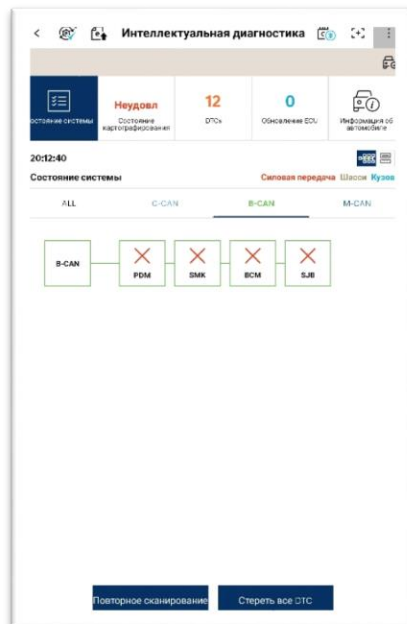 Интеллектуальная диагностика
остояние системы
Неудовл
Состояние
картографирования
12
DTCs
0
Обновление ECU
Информация об
автомобиле
20:12:40
Состояние системы
Силовая передача Шасси Кузов
ALL
C-CAN
B-CAN
M-CAN
B-CAN
PDM
SMK
BCM
SJB
Повторное сканирование
Стереть все DTC